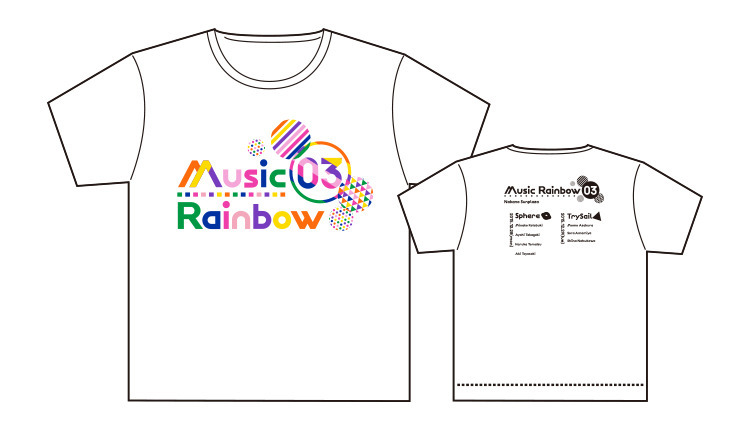 Music 03
Rainbow
Music Rainbow 03
Nakano Sunplaza
Sphere
Minako Kotobuki
Ayahi Takagaki
Haruka Tomatsu
Aki Toyosaki
TrySail
Momo Asakura
Sora Amamiya
Shiina Natsukawa